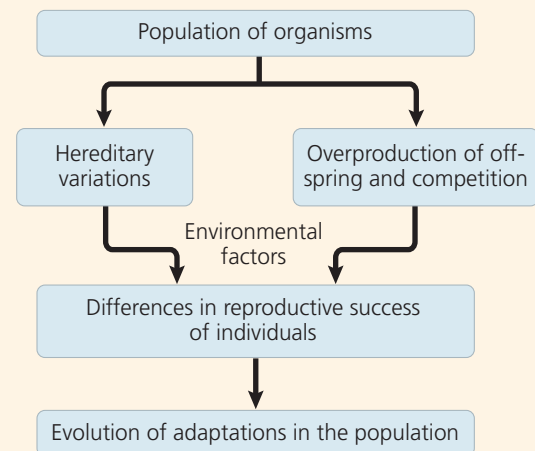 Population of organisms
Hereditary
variations
Overproduction of off-
spring and competition
Environmental
factors
Differences in reproductive success
of individuals
Evolution of adaptations in the population